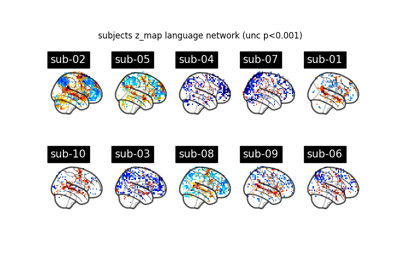 subjects z_map language network (unc p<0.001)
sub-02 sub-05 sub-04 sub-07 sub-01
sub-10 sub-03 sub-08 sub-09 sub-06